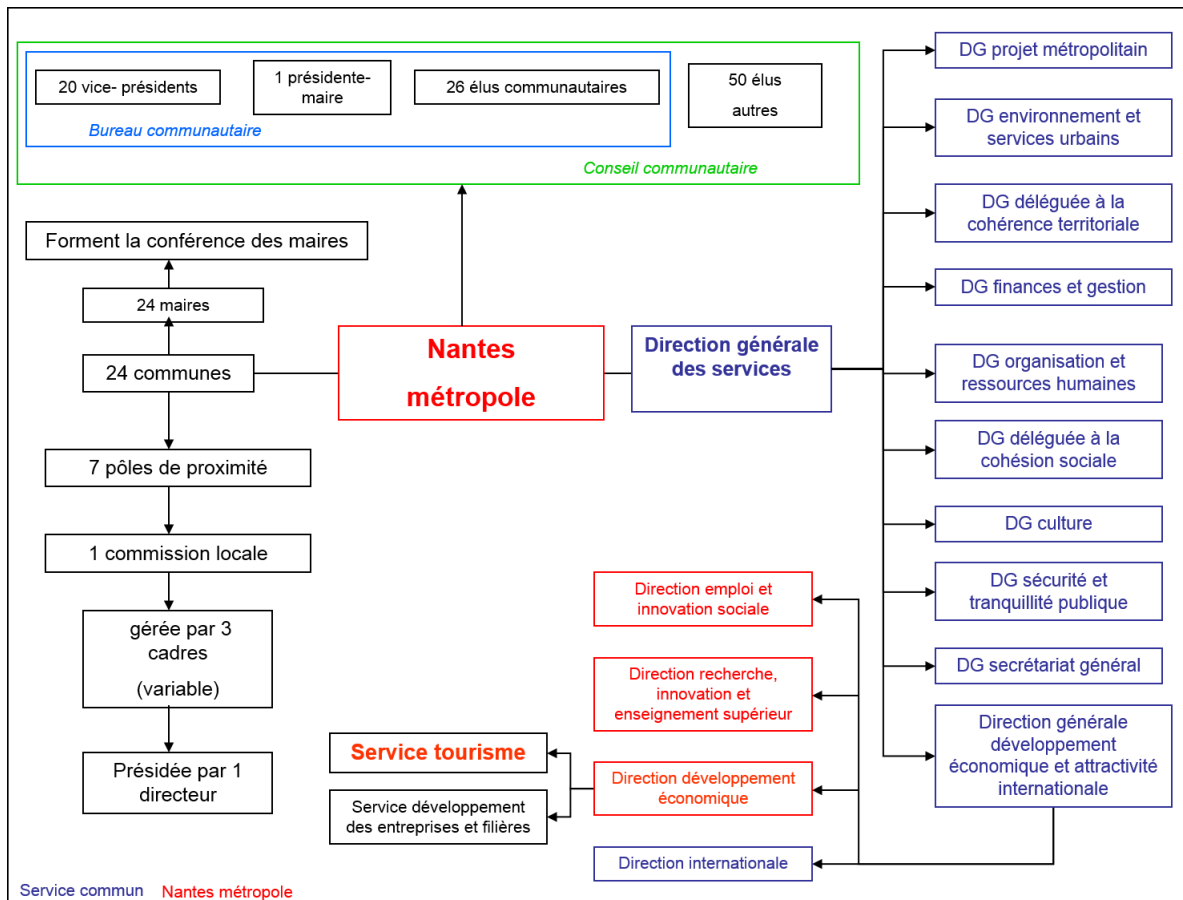 20 vice- présidents
1 présidente-
maire
26 élus communautaires
50 élus
autres
Bureau communautaire
Conseil communautaire
Forment la conférence des maires
24 maires
24 communes
7 pôles de proximité
1 commission locale
gérée par 3
cadres
(variable)
Présidée par 1
directeur
Nantes
métropole
Direction générale
des services
DG projet métropolitain
DG environnement et
services urbains
DG déléguée à la
cohérence territoriale
DG finances et gestion
DG organisation et
ressources humaines
DG déléguée à la
cohésion sociale
DG culture
DG sécurité et
tranquillité publique
DG secrétariat général
Direction générale
développement
économique et attractivité
internationale
Direction emploi et
innovation sociale
Direction recherche,
innovation et
enseignement supérieur
Direction développement
économique
Direction internationale
Service tourisme
Service développement
des entreprises et filières
Service commun
Nantes métropole